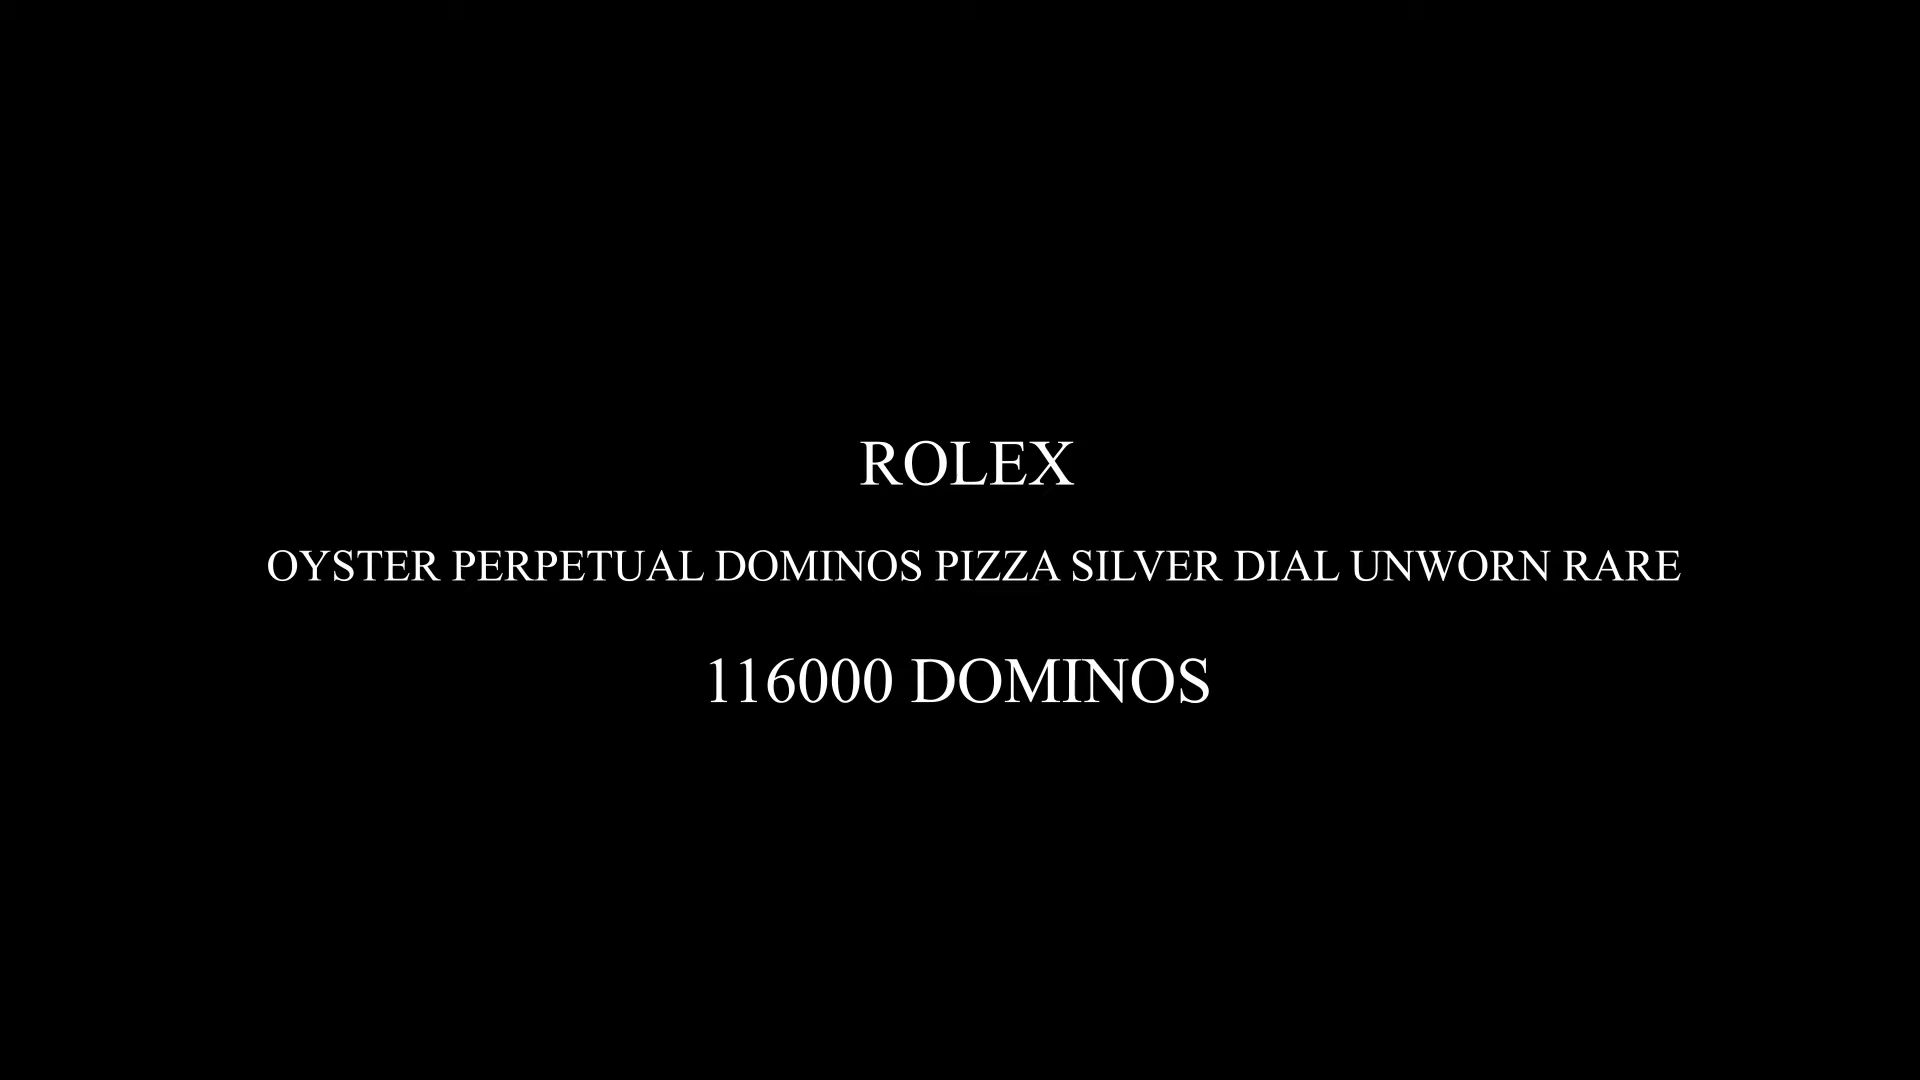 ROLEX
OYSTER PERPETUAL DOMINOS PIZZA SILVER DIAL UNWORN RARE
116000 DOMINOS